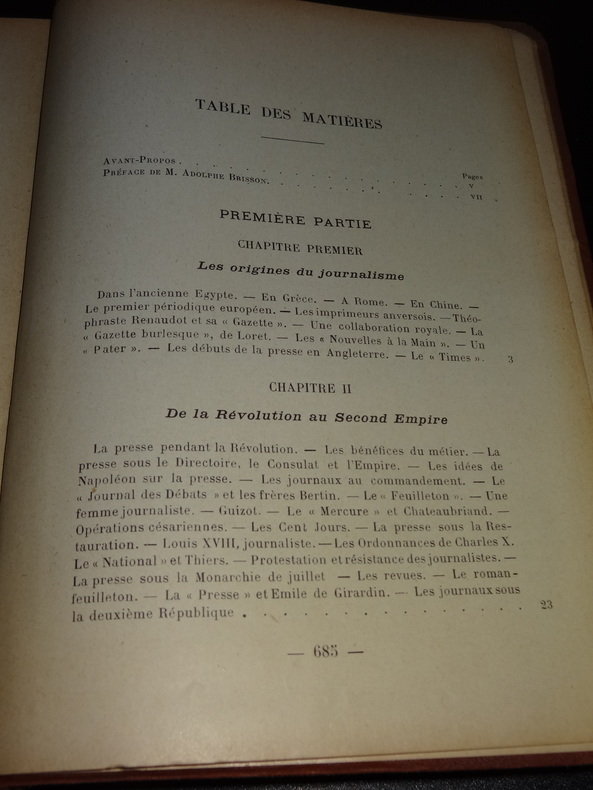 TABLE DES MATIÈRES
Pages
AVANT-PROPOS . . . . . . . . . . . . . V
PRÉFACE DE M. ADOLPHE BRISSON. . . . . . . . . VII
PREMIÈRE PARTIE
CHAPITRE PREMIER
Les origines du journalisme
Dans l'ancienne Egypte. — En Grèce. — A Rome. — En Chine. —
Le premier périodique européen. — Les imprimeurs anversois. — Théo-
phraste Renaudot et sa « Gazette ». — Une collaboration royale. — La
« Gazette burlesque », de Loret. — Les « Nouvelles à la Main ». — Un
« Pater ». — Les débuts de la presse en Angleterre. — Le « Times ». 3
CHAPITRE II
De la Révolution au Second Empire
La presse pendant la Révolution. — Les bénéfices du métier. — La
presse sous le Directoire, le Consulat et l'Empire. — Les idées de
Napoléon sur la presse. — Les journaux au commandement. — Le
« Journal des Débats » et les frères Bertin. — Le « Feuilleton ». — Une
femme journaliste. — Guizot. — Le « Mercure » et Chateaubriand. —
Opérations césariennes. — Les Cent Jours. — La presse sous la Res-
tauration. — Louis XVIII, journaliste. — Les Ordonnances de Charles X.
Le « National » et Thiers. — Protestation et résistance des journalistes. —
La presse sous la Monarchie de juillet — Les revues. — Le roman-
feuilleton. — La « Presse » et Emile de Girardin. — Les journaux sous
la deuxième République . . . . . . . . . . . . . 23
— 685 —